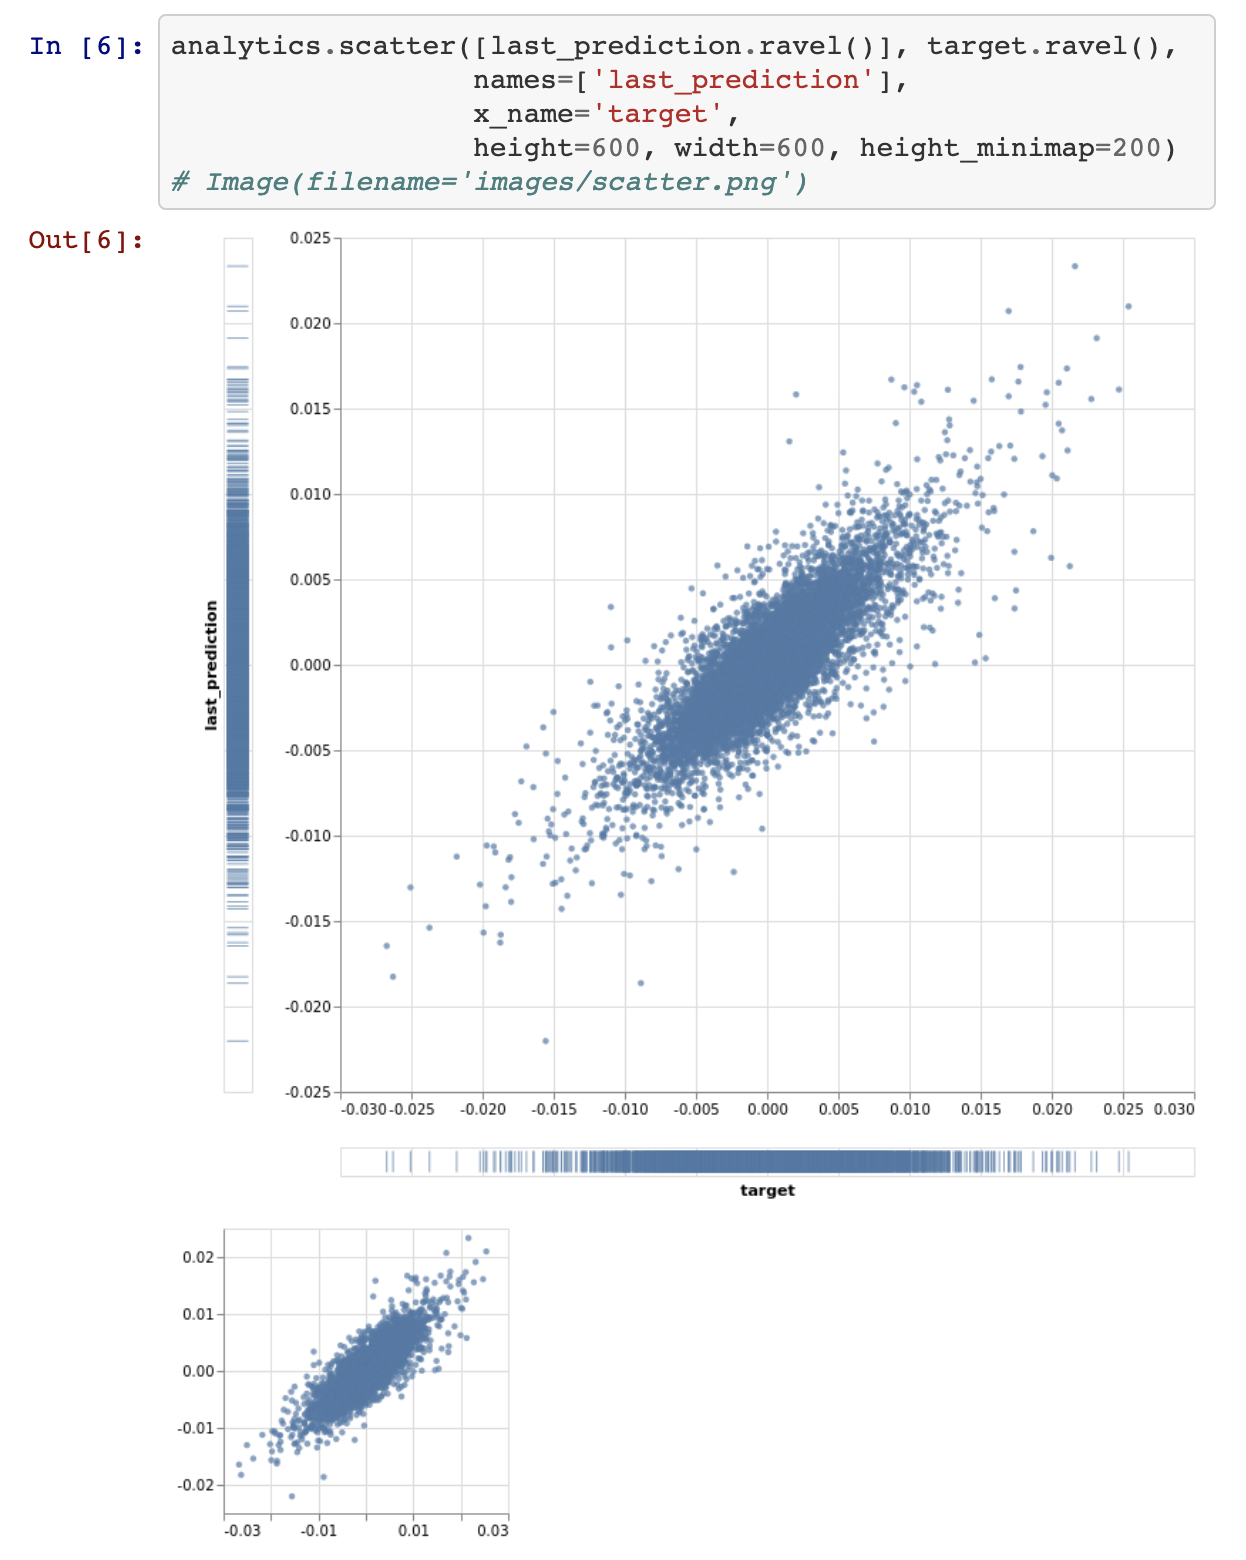 In [6]: analytics.scatter([last_prediction.ravel()], target.ravel(),
names=['last_prediction'],
x_name='target',
height=600, width=600, height_minimap=200)
# Image(filename='images/scatter.png')
Out[6]:
0.025
0.020
0.015
0.010
0.005
0.000
-0.005
-0.010
-0.015
-0.020
-0.025
last_prediction
-0.030 -0.025 -0.020 -0.015 -0.010 -0.005 0.000 0.005 0.010 0.015 0.020 0.025 0.030
target
0.02
0.01
0.00
-0.01
-0.02
-0.03 -0.01 0.01 0.03